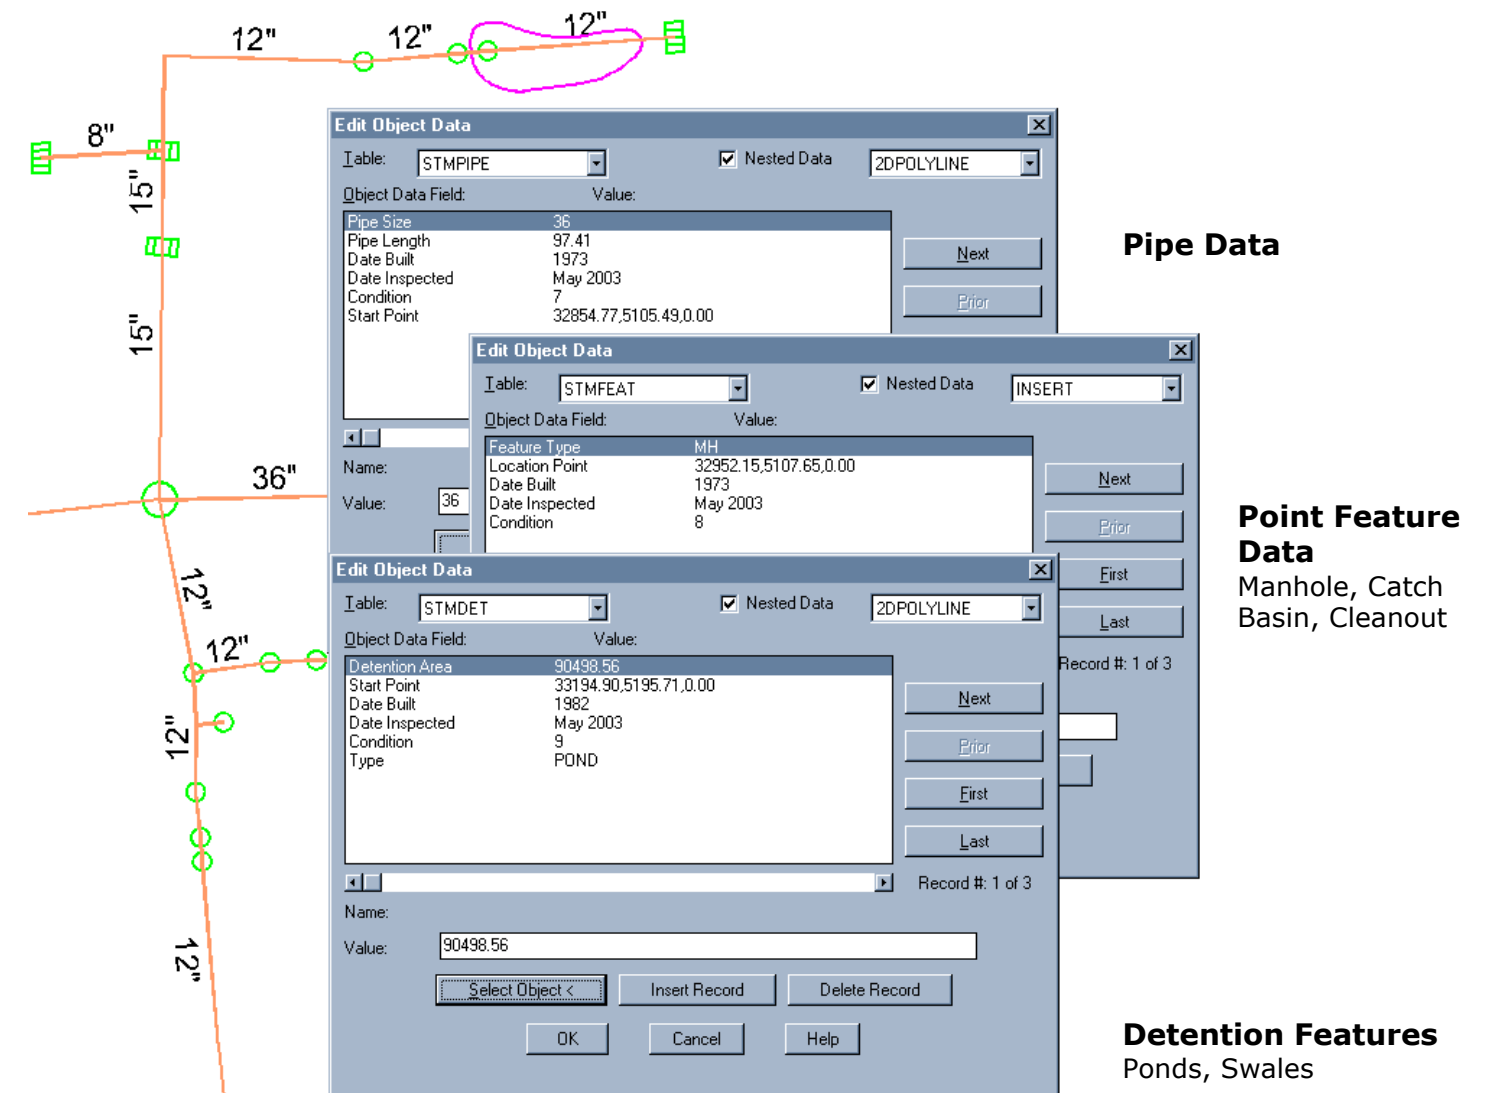 12"
12"
12"
8"
15"
15"
36"
12"
12"
12"
12"
Edit Object Data
Table: STMPIPE Nested Data 2DPOLYLINE
Object Data Field: Value:
Pipe Size 36
Pipe Length 97.41
Date Built 1973
Date Inspected May 2003
Condition 7
Start Point 32854.77,5105.49,0.00
Next
Prior
Name:
Value: 36
Pipe Data
Edit Object Data
Table: STMFEAT Nested Data INSERT
Object Data Field: Value:
Feature Type MH
Location Point 32952.15,5107.65,0.00
Date Built 1973
Date Inspected May 2003
Condition 8
Next
Prior
First
Last
Record #: 1 of 3
Point Feature
Data
Manhole, Catch
Basin, Cleanout
Edit Object Data
Table: STMDET Nested Data 2DPOLYLINE
Object Data Field: Value:
Detention Area 90498.56
Start Point 33194.90,5195.71,0.00
Date Built 1982
Date Inspected May 2003
Condition 9
Type POND
Next
Prior
First
Last
Record #: 1 of 3
Name:
Value: 90498.56
Select Object < Insert Record Delete Record
OK Cancel Help
Detention Features
Ponds, Swales